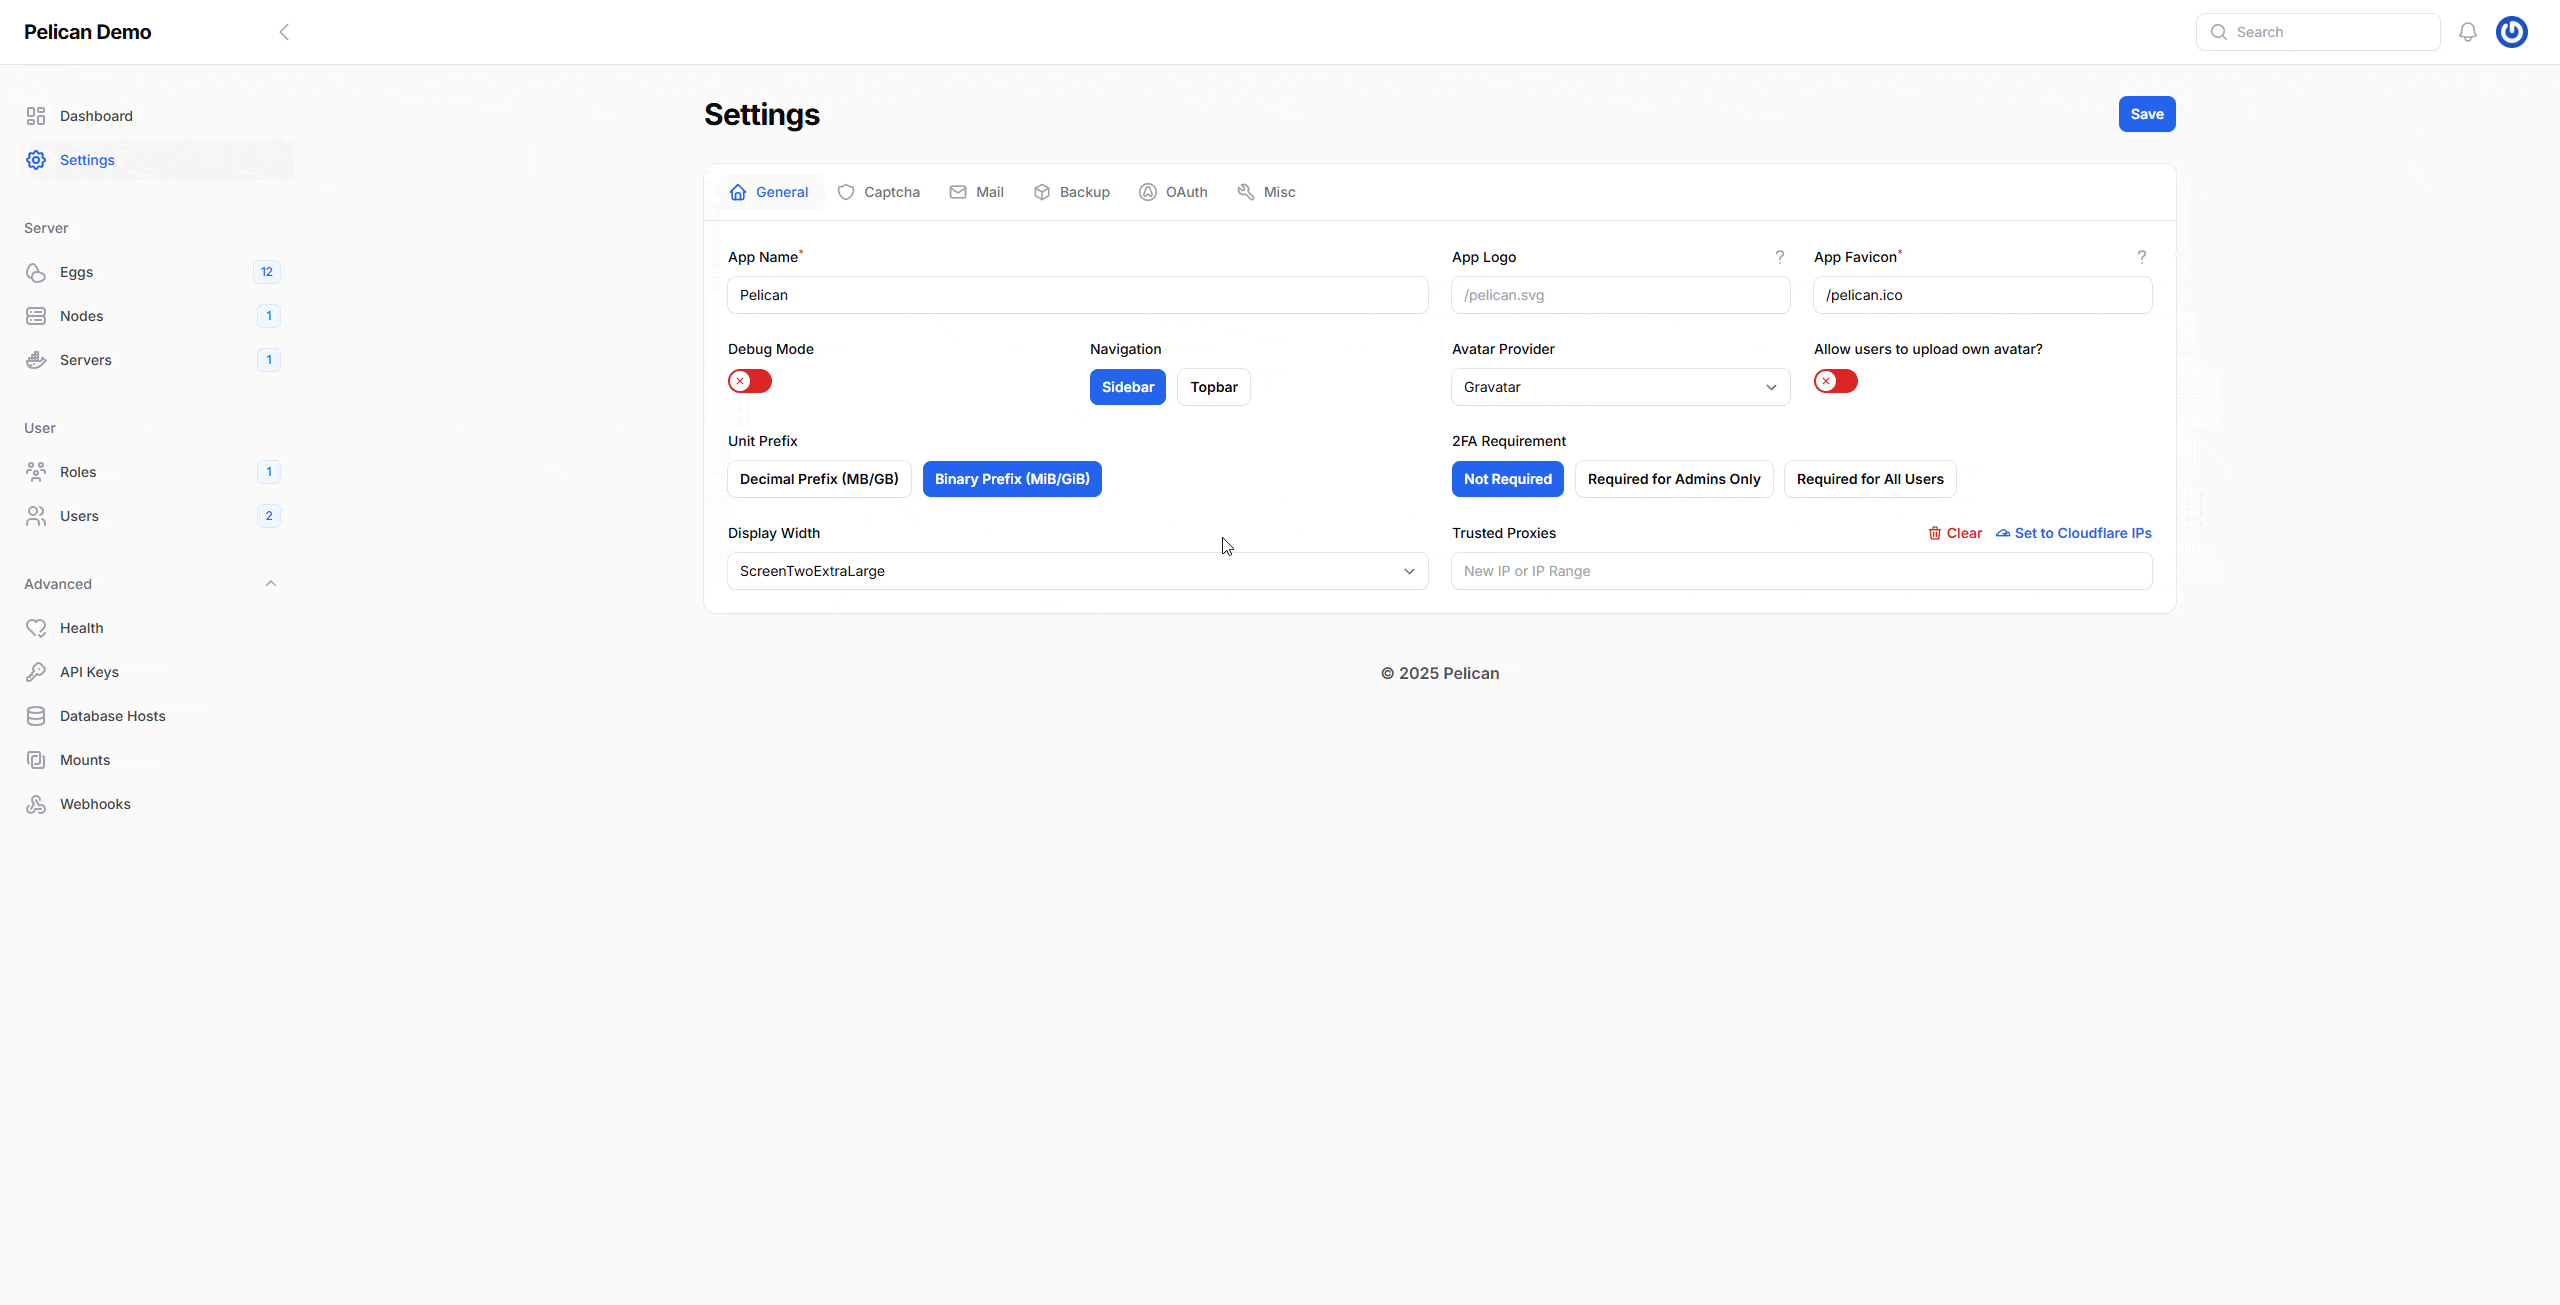 Pelican Demo
Search
Dashboard
Settings
Server
Eggs 12
Nodes 1
Servers 1
User
Roles 1
Users 2
Advanced
Health
API Keys
Database Hosts
Mounts
Webhooks
Settings
Save
General Captcha Mail Backup OAuth Misc
App Name* App Logo ? App Favicon* ?
Pelican /pelican.svg /pelican.ico
Debug Mode Navigation Avatar Provider Allow users to upload own avatar?
Sidebar Topbar Gravatar
Unit Prefix 2FA Requirement
Decimal Prefix (MB/GB) Binary Prefix (MiB/GiB) Not Required Required for Admins Only Required for All Users
Display Width Trusted Proxies Clear Set to Cloudflare IPs
ScreenTwoExtraLarge New IP or IP Range
© 2025 Pelican